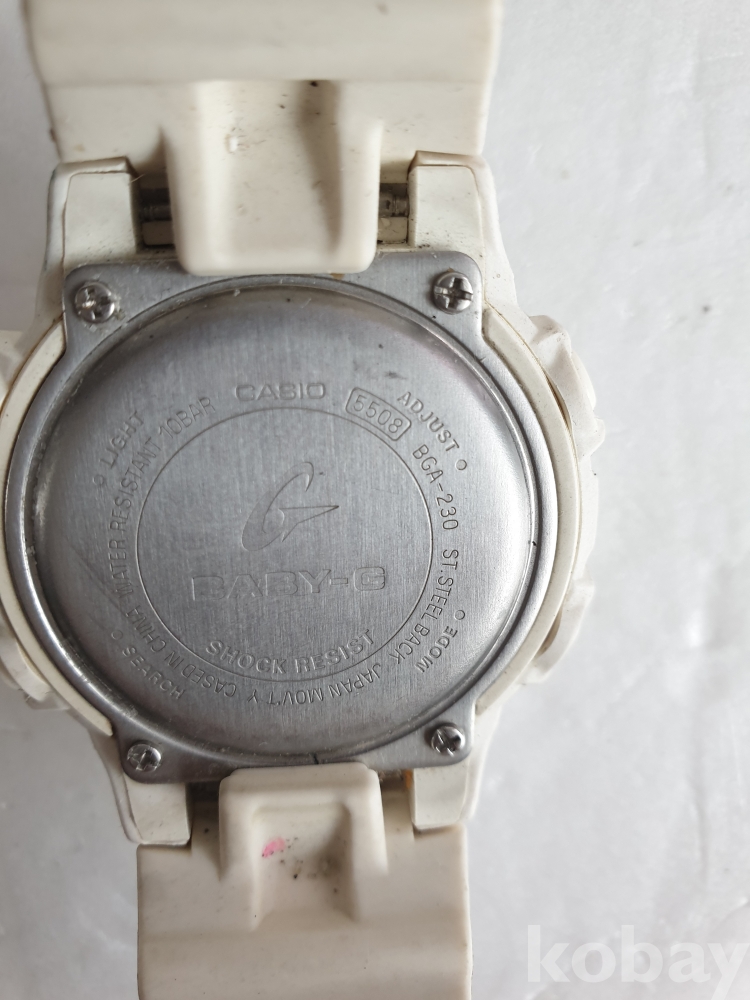 CASIO
5508
ADJUST
LIGHT
WATER RESISTANT 10BAR
BGA-230 ST.STEEL BACK JAPAN MOV'T Y CASED IN CHINA
MODE
SEARCH
BABY-G
SHOCK RESIST
kobay